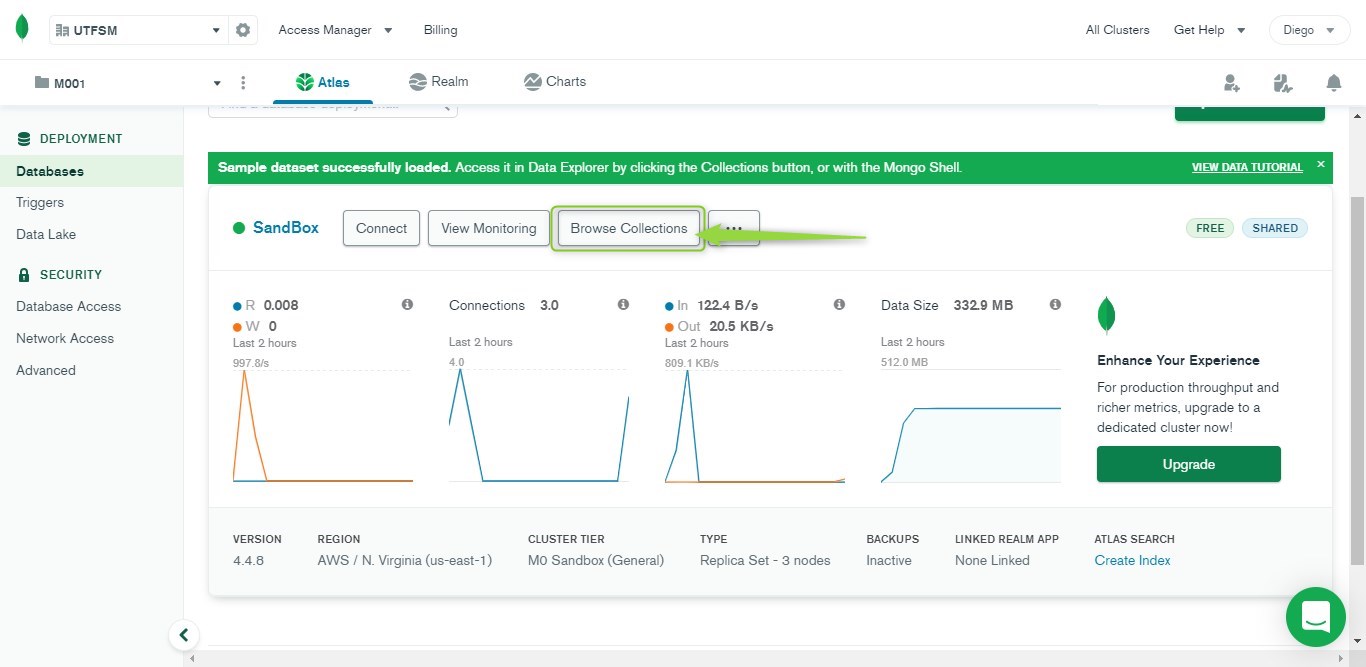 UTFSM
Access Manager
Billing
All Clusters
Get Help
Diego
M001
Atlas
Realm
Charts
DEPLOYMENT
Databases
Triggers
Data Lake
SECURITY
Database Access
Network Access
Advanced
Sample dataset successfully loaded. Access it in Data Explorer by clicking the Collections button, or with the Mongo Shell.
VIEW DATA TUTORIAL
SandBox
Connect
View Monitoring
Browse Collections
...
FREE
SHARED
R 0.008
W 0
Last 2 hours
997.8/s
Connections 3.0
Last 2 hours
4.0
In 122.4 B/s
Out 20.5 KB/s
Last 2 hours
809.1 KB/s
Data Size 332.9 MB
Last 2 hours
512.0 MB
Enhance Your Experience
For production throughput and
richer metrics, upgrade to a
dedicated cluster now!
Upgrade
VERSION
4.4.8
REGION
AWS / N. Virginia (us-east-1)
CLUSTER TIER
M0 Sandbox (General)
TYPE
Replica Set - 3 nodes
BACKUPS
Inactive
LINKED REALM APP
None Linked
ATLAS SEARCH
Create Index